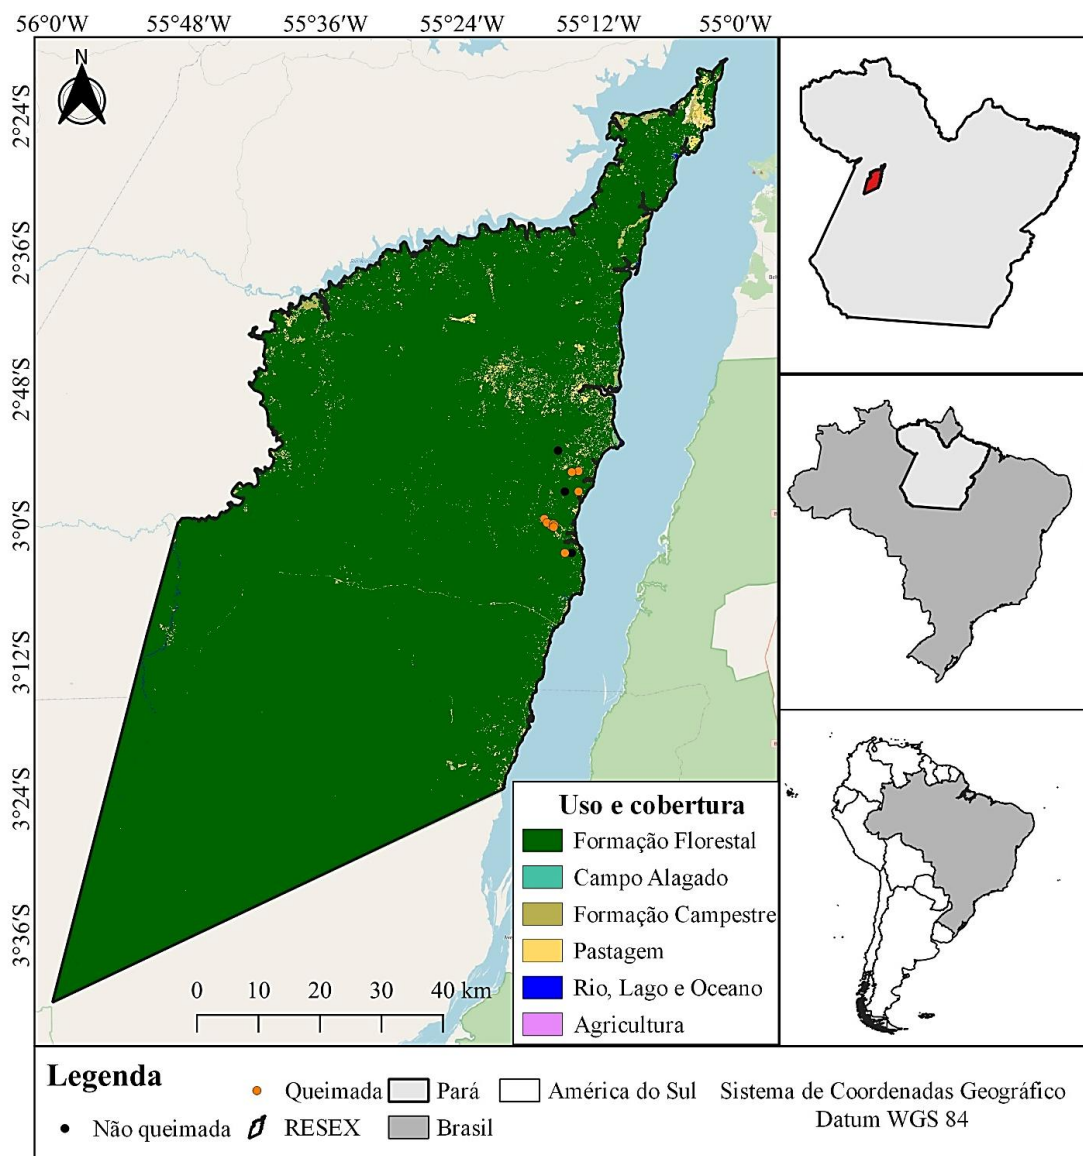 56°0'W 55°48'W 55°36'W 55°24'W 55°12'W 55°0'W
N
2°24'S
2°36'S
2°48'S
3°0'S
3°12'S
3°24'S
3°36'S
0 10 20 30 40 km
Uso e cobertura
Formação Florestal
Campo Alagado
Formação Campestre
Pastagem
Rio, Lago e Oceano
Agricultura
Legenda
Queimada Pará América do Sul
Não queimada RESEX Brasil
Sistema de Coordenadas Geográfico
Datum WGS 84